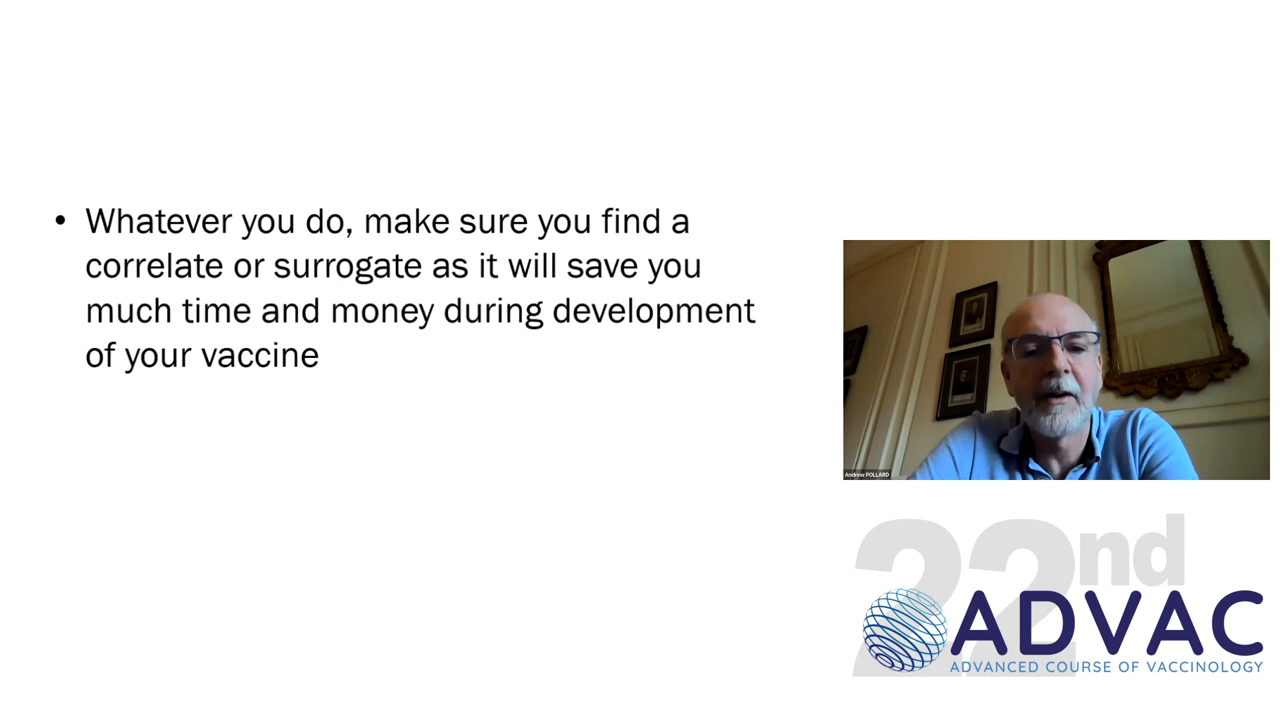 • Whatever you do, make sure you find a
correlate or surrogate as it will save you
much time and money during development
of your vaccine
Andrew POLLARD
22nd
ADVAC
ADVANCED COURSE OF VACCINOLOGY